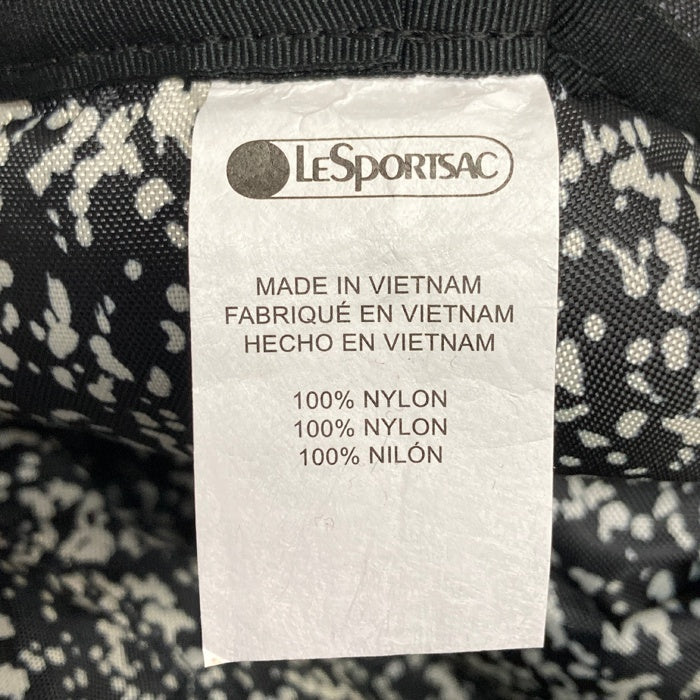 LESPORTSAC
MADE IN VIETNAM
FABRIQUÉ EN VIETNAM
HECHO EN VIETNAM
100% NYLON
100% NYLON
100% NILÓN